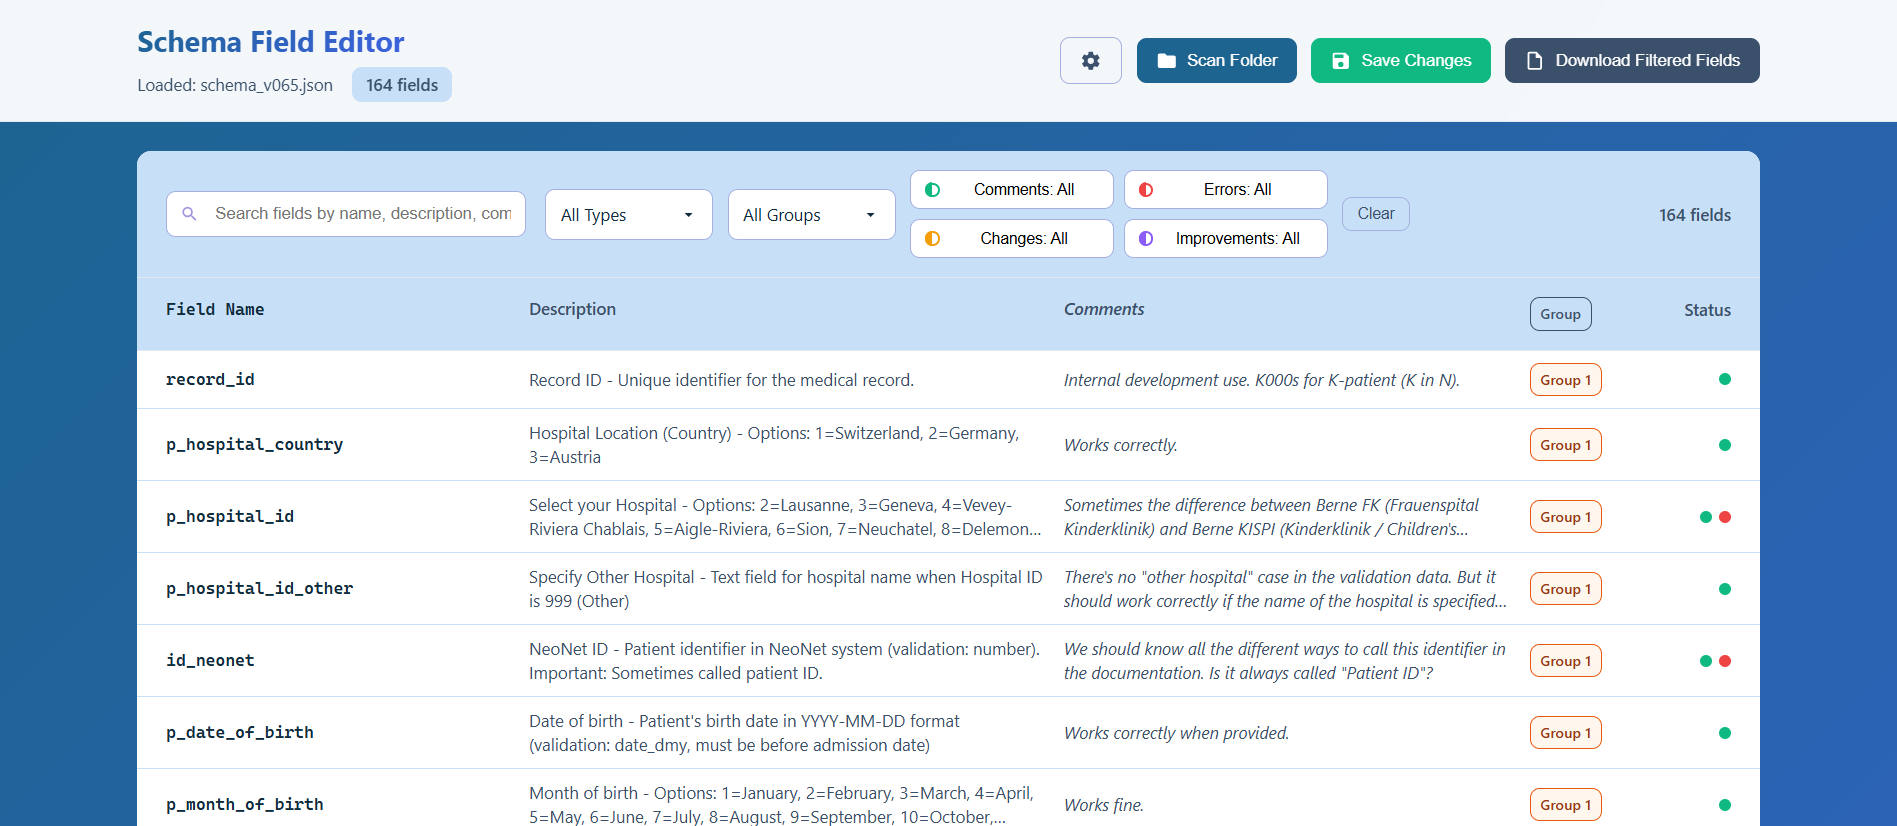 Schema Field Editor
Loaded: schema_v065.json
164 fields
Scan Folder
Save Changes
Download Filtered Fields
Search fields by name, description, com
All Types
All Groups
Comments: All
Errors: All
Changes: All
Improvements: All
Clear
164 fields
Field Name
Description
Comments
Group
Status
record_id
Record ID - Unique identifier for the medical record.
Internal development use. K000s for K-patient (K in N).
Group 1
p_hospital_country
Hospital Location (Country) - Options: 1=Switzerland, 2=Germany,
3=Austria
Works correctly.
Group 1
p_hospital_id
Select your Hospital - Options: 2=Lausanne, 3=Geneva, 4=Vevey-
Riviera Chablais, 5=Aigle-Riviera, 6=Sion, 7=Neuchatel, 8=Delemon...
Sometimes the difference between Berne FK (Frauenspital
Kinderklinik) and Berne KISPI (Kinderklinik / Children's...
Group 1
p_hospital_id_other
Specify Other Hospital - Text field for hospital name when Hospital ID
is 999 (Other)
There's no "other hospital" case in the validation data. But it
should work correctly if the name of the hospital is specified...
Group 1
id_neonet
NeoNet ID - Patient identifier in NeoNet system (validation: number).
Important: Sometimes called patient ID.
We should know all the different ways to call this identifier in
the documentation. Is it always called "Patient ID"?
Group 1
p_date_of_birth
Date of birth - Patient's birth date in YYYY-MM-DD format
(validation: date_dmy, must be before admission date)
Works correctly when provided.
Group 1
p_month_of_birth
Month of birth - Options: 1=January, 2=February, 3=March, 4=April,
5=May, 6=June, 7=July, 8=August, 9=September, 10=October,...
Works fine.
Group 1